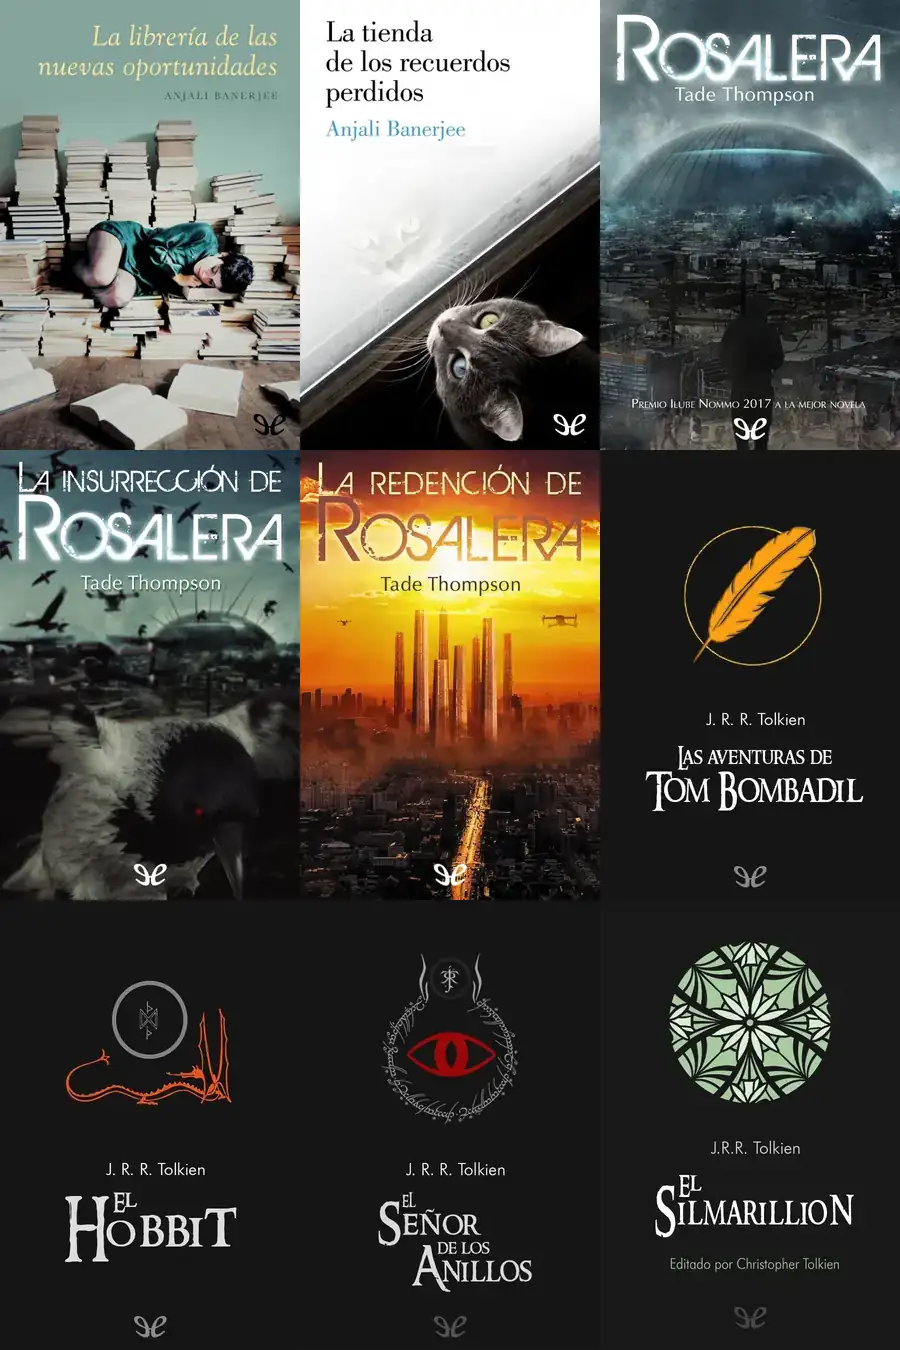 La librería de las
nuevas oportunidades
ANJALI BANERJEE
La tienda
de los recuerdos
perdidos
Anjali Banerjee
ROSALERA
Tade Thompson
PREMIO ILUBE NOMMO 2017 A LA MEJOR NOVELA
LA INSURRECCIÓN DE
ROSALERA
Tade Thompson
LA REDENCIÓN DE
ROSALERA
Tade Thompson
J. R. R. Tolkien
LAS AVENTURAS DE
TOM BOMBADIL
J. R. R. Tolkien
EL
HOBBIT
J. R. R. Tolkien
EL
SEÑOR
DE LOS
ANILLOS
J.R.R. Tolkien
EL
SILMARILLION
Editado por Christopher Tolkien